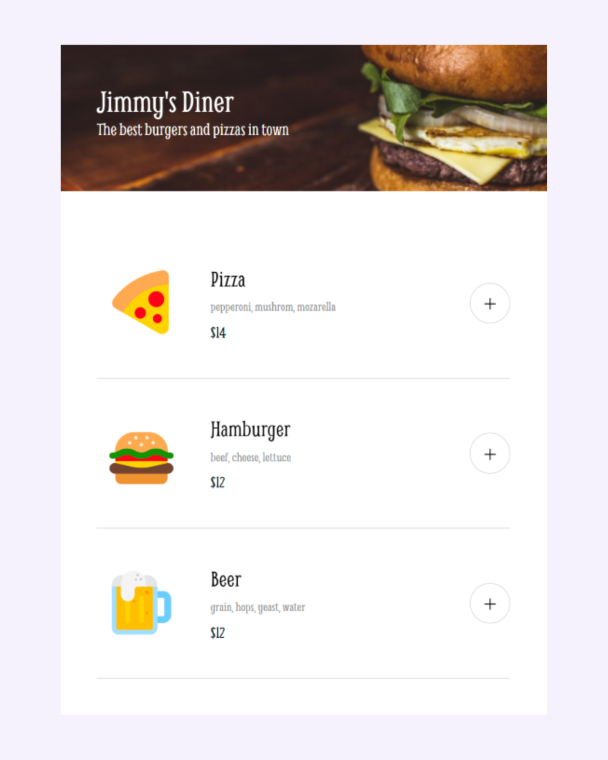 Jimmy's Diner
The best burgers and pizzas in town
Pizza
pepperoni, mushrom, mozarella
$14
+
Hamburger
beef, cheese, lettuce
$12
+
Beer
grain, hops, yeast, water
$12
+